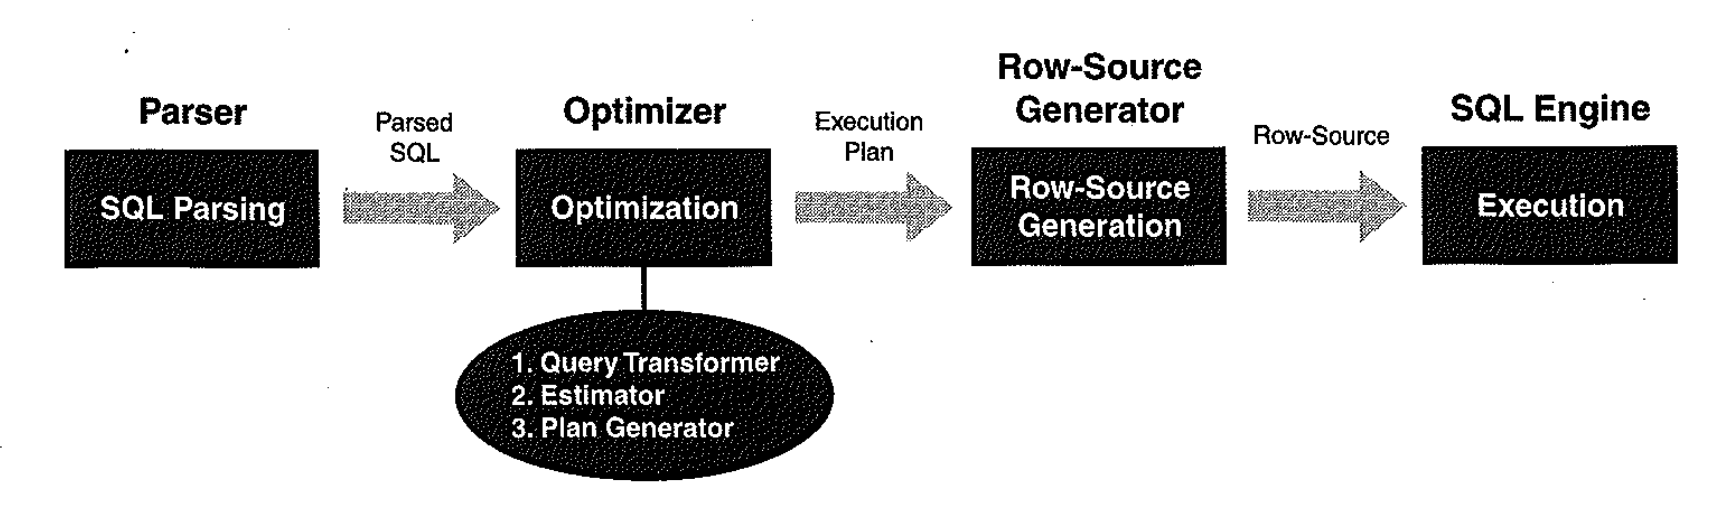 Parser
SQL Parsing
Parsed
SQL
Optimizer
Optimization
1. Query Transformer
2. Estimator
3. Plan Generator
Execution
Plan
Row-Source
Generator
Row-Source
Generation
Row-Source
SQL Engine
Execution